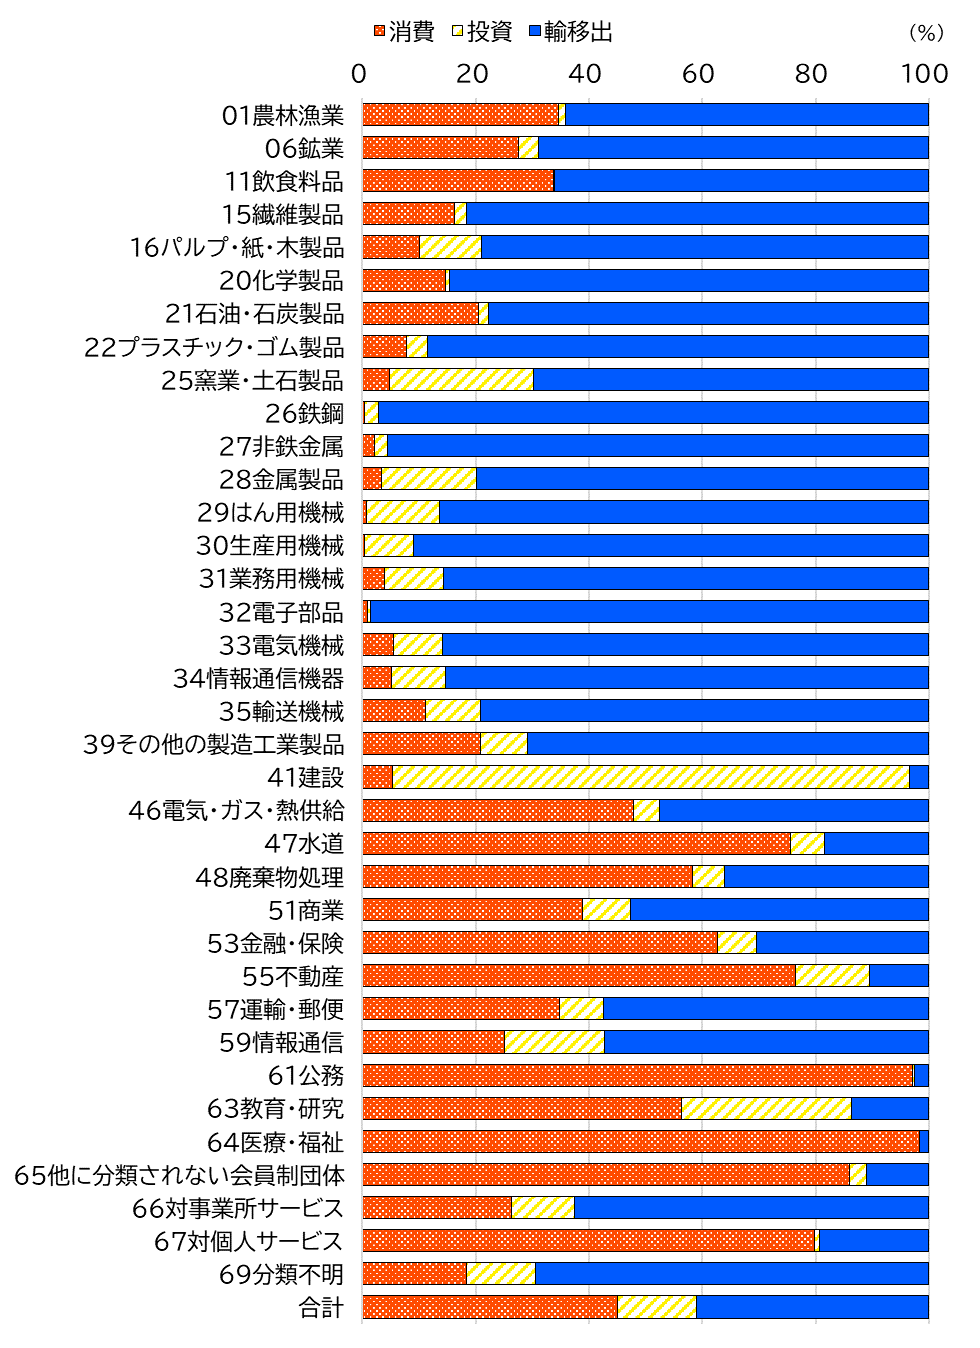 消費 投資 輸移出 (%)
0 20 40 60 80 100
01農林漁業
06鉱業
11飲食料品
15繊維製品
16パルプ・紙・木製品
20化学製品
21石油・石炭製品
22プラスチック・ゴム製品
25窯業・土石製品
26鉄鋼
27非鉄金属
28金属製品
29はん用機械
30生産用機械
31業務用機械
32電子部品
33電気機械
34情報通信機器
35輸送機械
39その他の製造工業製品
41建設
46電気・ガス・熱供給
47水道
48廃棄物処理
51商業
53金融・保険
55不動産
57運輸・郵便
59情報通信
61公務
63教育・研究
64医療・福祉
65他に分類されない会員制団体
66対事業所サービス
67対個人サービス
69分類不明
合計